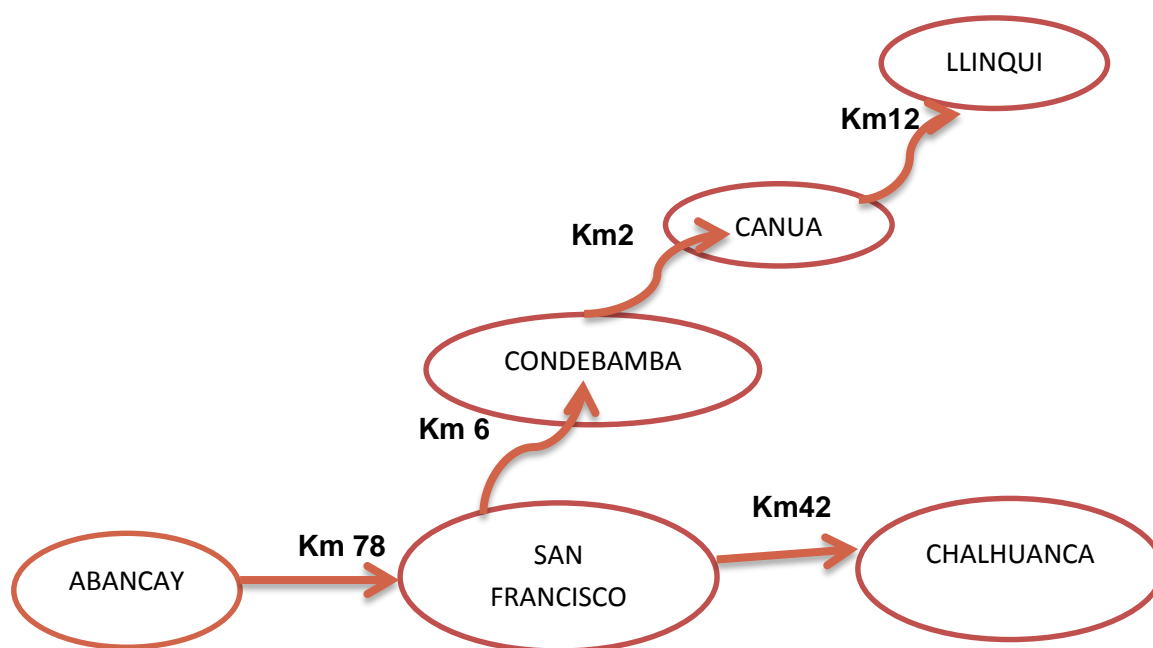 LLINQUI
Km12
CANUA
Km2
CONDEBAMBA
Km 6
Km42
Km 78
SAN
FRANCISCO
CHALHUANCA
ABANCAY